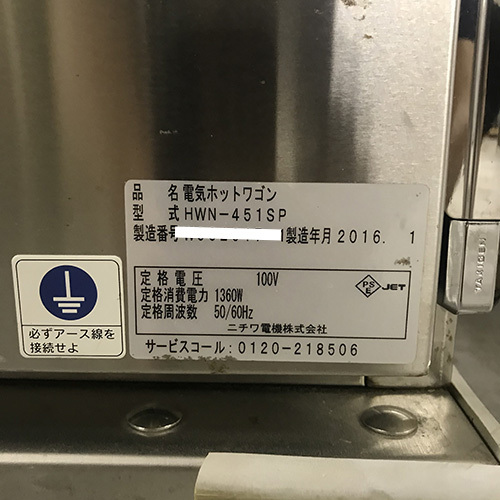 品 名 電気ホットワゴン
型 式 HWN-451SP
製造番号 製造年月 2016. 1
定格電圧 100V
定格消費電力 1360W
定格周波数 50/60Hz
PS
E
JET
ニチワ電機株式会社
サービスコール:0120-218506
必ずアース線を
接続せよ
TAKIGEN